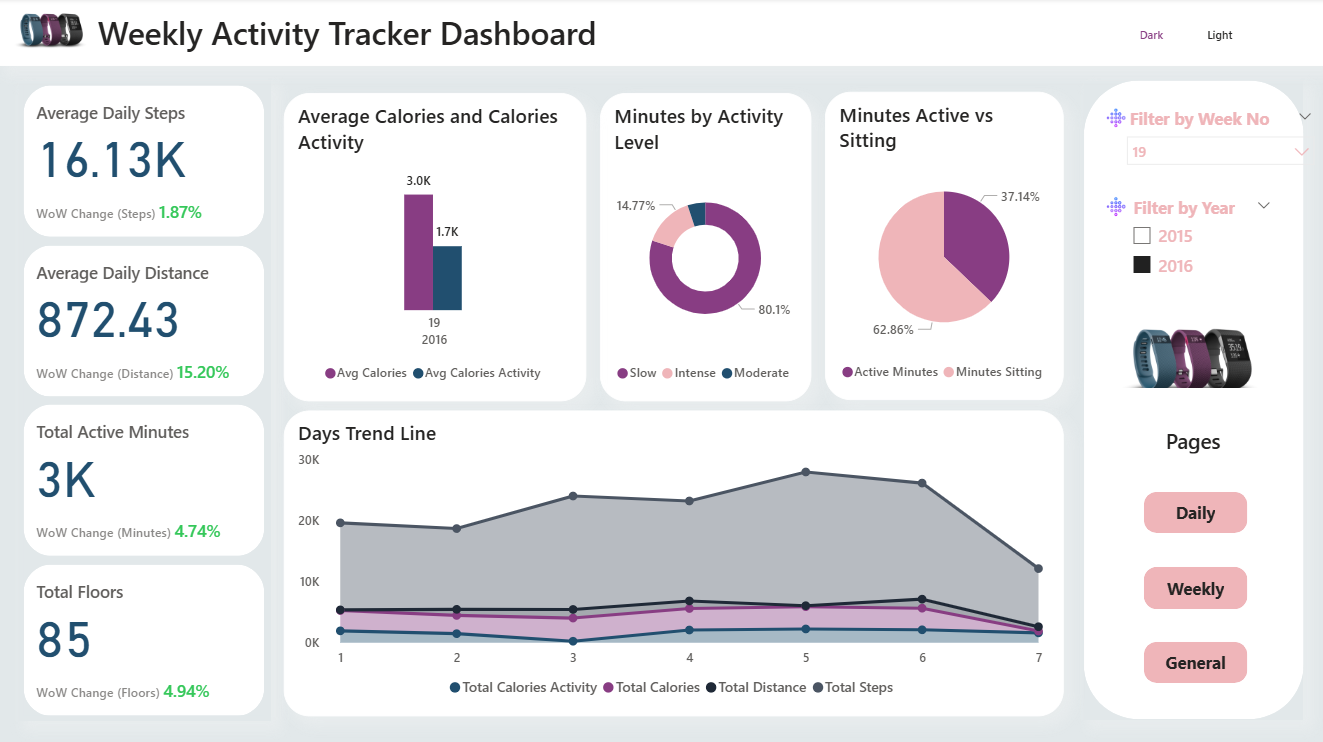 Weekly Activity Tracker Dashboard
Dark
Light
Average Daily Steps
16.13K
WoW Change (Steps) 1.87%
Average Daily Distance
872.43
WoW Change (Distance) 15.20%
Total Active Minutes
3K
WoW Change (Minutes) 4.74%
Total Floors
85
WoW Change (Floors) 4.94%
Average Calories and Calories
Activity
3.0K
1.7K
19
2016
Avg Calories Avg Calories Activity
Minutes by Activity
Level
14.77%
80.1%
Slow Intense Moderate
Minutes Active vs
Sitting
37.14%
62.86%
Active Minutes Minutes Sitting
Days Trend Line
30K
20K
10K
0K
1 2 3 4 5 6 7
Total Calories Activity Total Calories Total Distance Total Steps
Filter by Week No
19
Filter by Year
2015
2016
Pages
Daily
Weekly
General